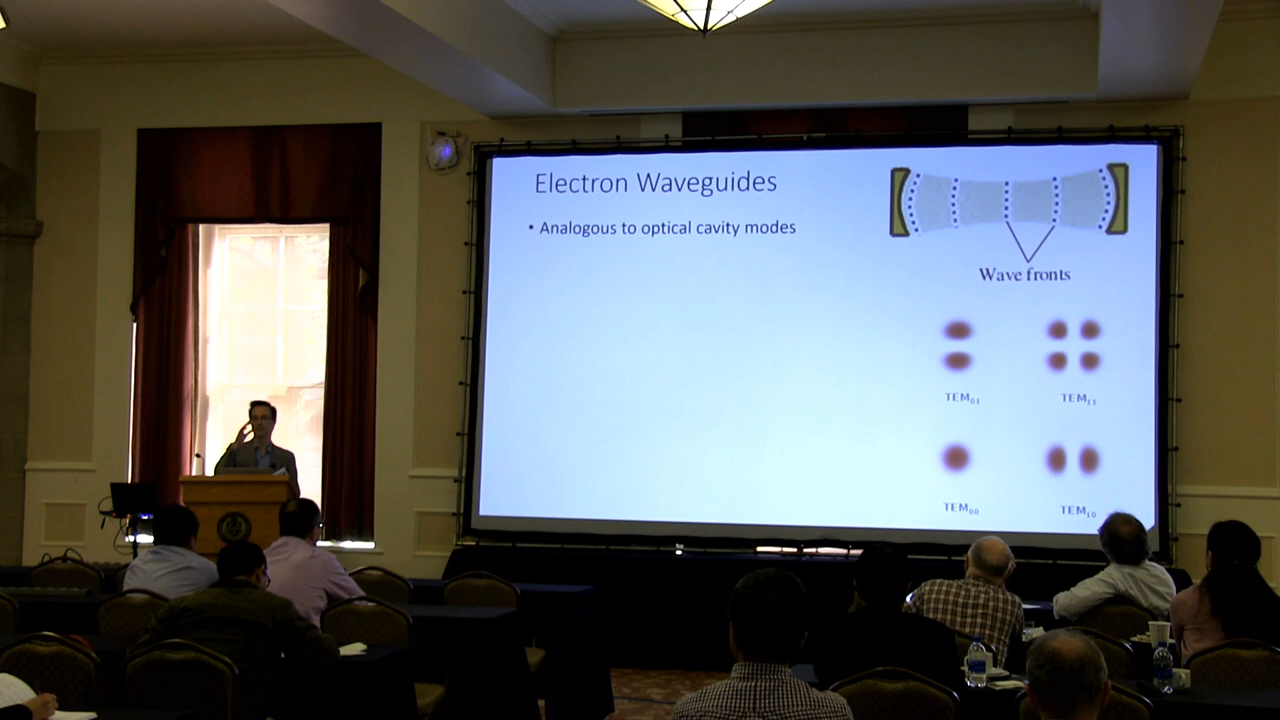 Electron Waveguides
• Analogous to optical cavity modes
Wave fronts
TEM₀₁
TEM₁₁
TEM₀₀
TEM₁₀